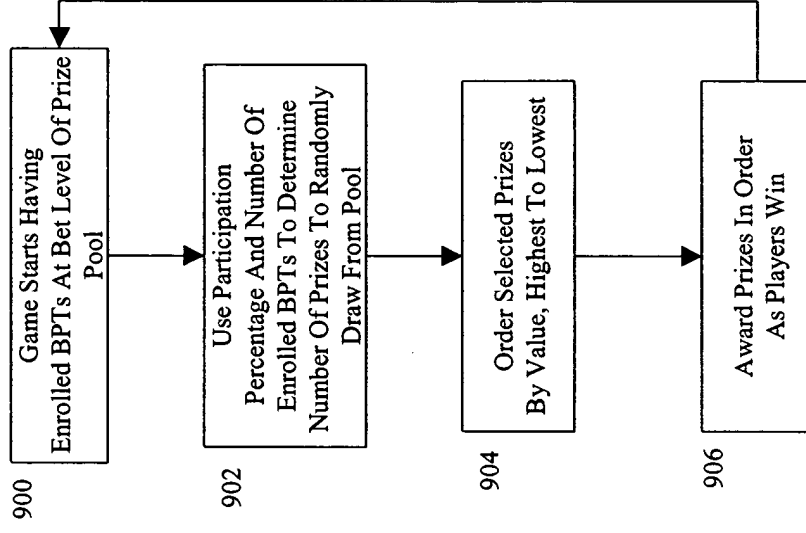 900
Game Starts Having
Enrolled BPTs At Bet Level Of Prize
Pool
902
Use Participation
Percentage And Number Of
Enrolled BPTs To Determine
Number Of Prizes To Randomly
Draw From Pool
904
Order Selected Prizes
By Value, Highest To Lowest
906
Award Prizes In Order
As Players Win